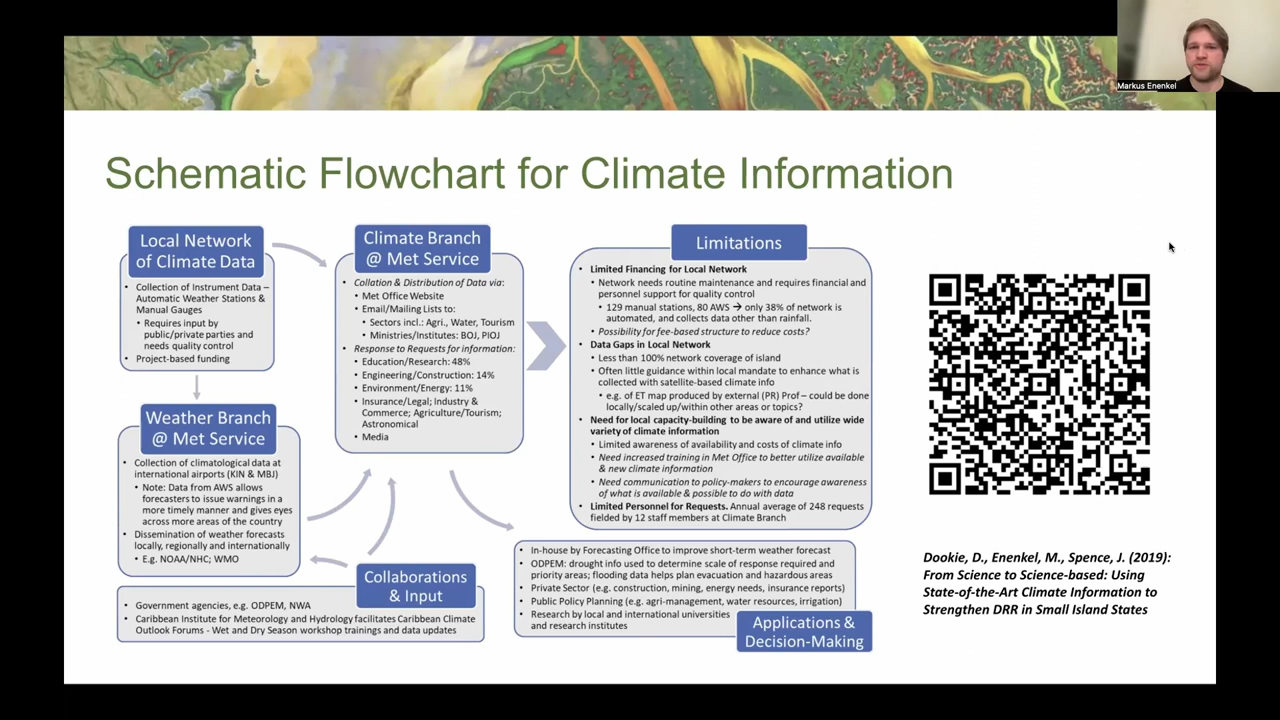 Markus Enenkel
Schematic Flowchart for Climate Information
Local Network
of Climate Data
• Collection of Instrument Data –
Automatic Weather Stations &
Manual Gauges
• Requires input by
public/private parties and
needs quality control
• Project-based funding
Weather Branch
@ Met Service
• Collection of climatological data at
international airports (KIN & MBJ)
• Note: Data from AWS allows
forecasters to issue warnings in a
more timely manner and gives eyes
across more areas of the country
• Dissemination of weather forecasts
locally, regionally and internationally
• E.g. NOAA/NHC; WMO
Climate Branch
@ Met Service
• Collation & Distribution of Data via:
• Met Office Website
• Email/Mailing Lists to:
• Sectors incl.: Agri., Water, Tourism
• Ministries/Institutes: BOJ, PIOJ
• Response to Requests for information:
• Education/Research: 48%
• Engineering/Construction: 14%
• Environment/Energy: 11%
• Insurance/Legal; Industry &
Commerce; Agriculture/Tourism;
Astronomical
• Media
Collaborations
& Input
• Government agencies, e.g. ODPEM, NWA
• Caribbean Institute for Meteorology and Hydrology facilitates Caribbean Climate
Outlook Forums - Wet and Dry Season workshop trainings and data updates
Limitations
• Limited Financing for Local Network
• Network needs routine maintenance and requires financial and
personnel support for quality control
• 129 manual stations, 80 AWS → only 38% of network is
automated, and collects data other than rainfall.
• Possibility for fee-based structure to reduce costs?
• Data Gaps in Local Network
• Less than 100% network coverage of island
• Often little guidance within local mandate to enhance what is
collected with satellite-based climate info
• e.g. of ET map produced by external (PR) Prof – could be done
locally/scaled up/within other areas or topics?
• Need for local capacity-building to be aware of and utilize wide
variety of climate information
• Limited awareness of availability and costs of climate info
• Need increased training in Met Office to better utilize available
& new climate information
• Need communication to policy-makers to encourage awareness
of what is available & possible to do with data
• Limited Personnel for Requests. Annual average of 248 requests
fielded by 12 staff members at Climate Branch
• In-house by Forecasting Office to improve short-term weather forecast
• ODPEM: drought info used to determine scale of response required and
priority areas; flooding data helps plan evacuation and hazardous areas
• Private Sector (e.g. construction, mining, energy needs, insurance reports)
• Public Policy Planning (e.g. agri-management, water resources, irrigation)
• Research by local and international universities
and research institutes
Applications &
Decision-Making
Dookie, D., Enenkel, M., Spence, J. (2019):
From Science to Science-based: Using
State-of-the-Art Climate Information to
Strengthen DRR in Small Island States